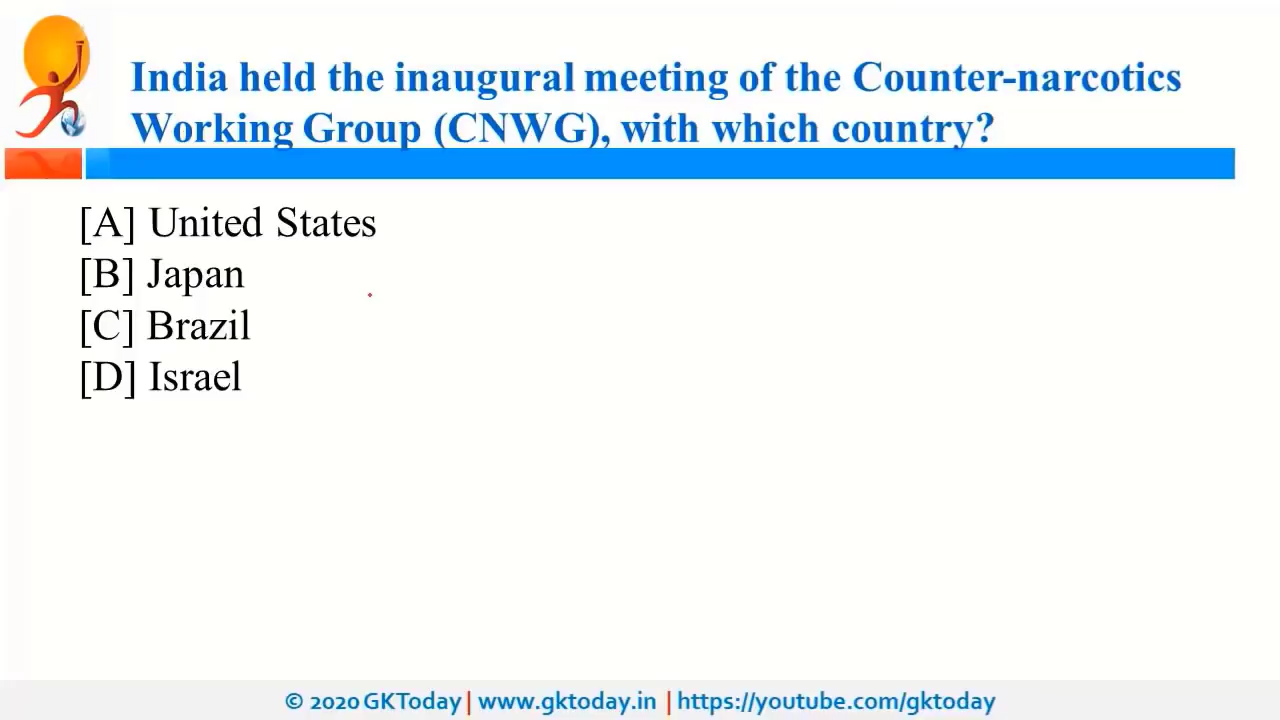 India held the inaugural meeting of the Counter-narcotics
Working Group (CNWG), with which country?
[A] United States
[B] Japan
[C] Brazil
[D] Israel
© 2020 GKToday | www.gktoday.in | https://youtube.com/gktoday